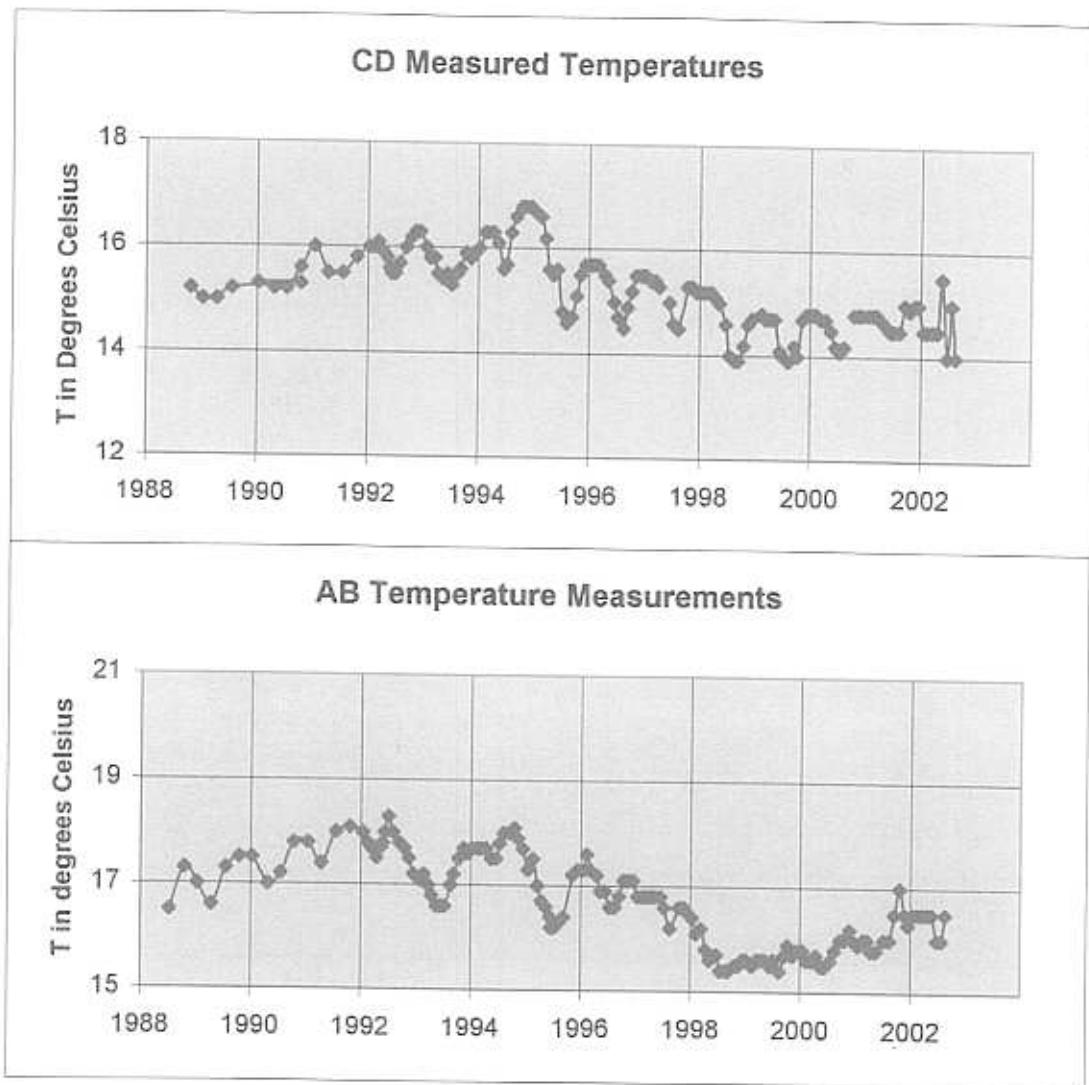 CD Measured Temperatures
T in Degrees Celsius
18
16
14
12
1988 1990 1992 1994 1996 1998 2000 2002
AB Temperature Measurements
T in degrees Celsius
21
19
17
15
1988 1990 1992 1994 1996 1998 2000 2002